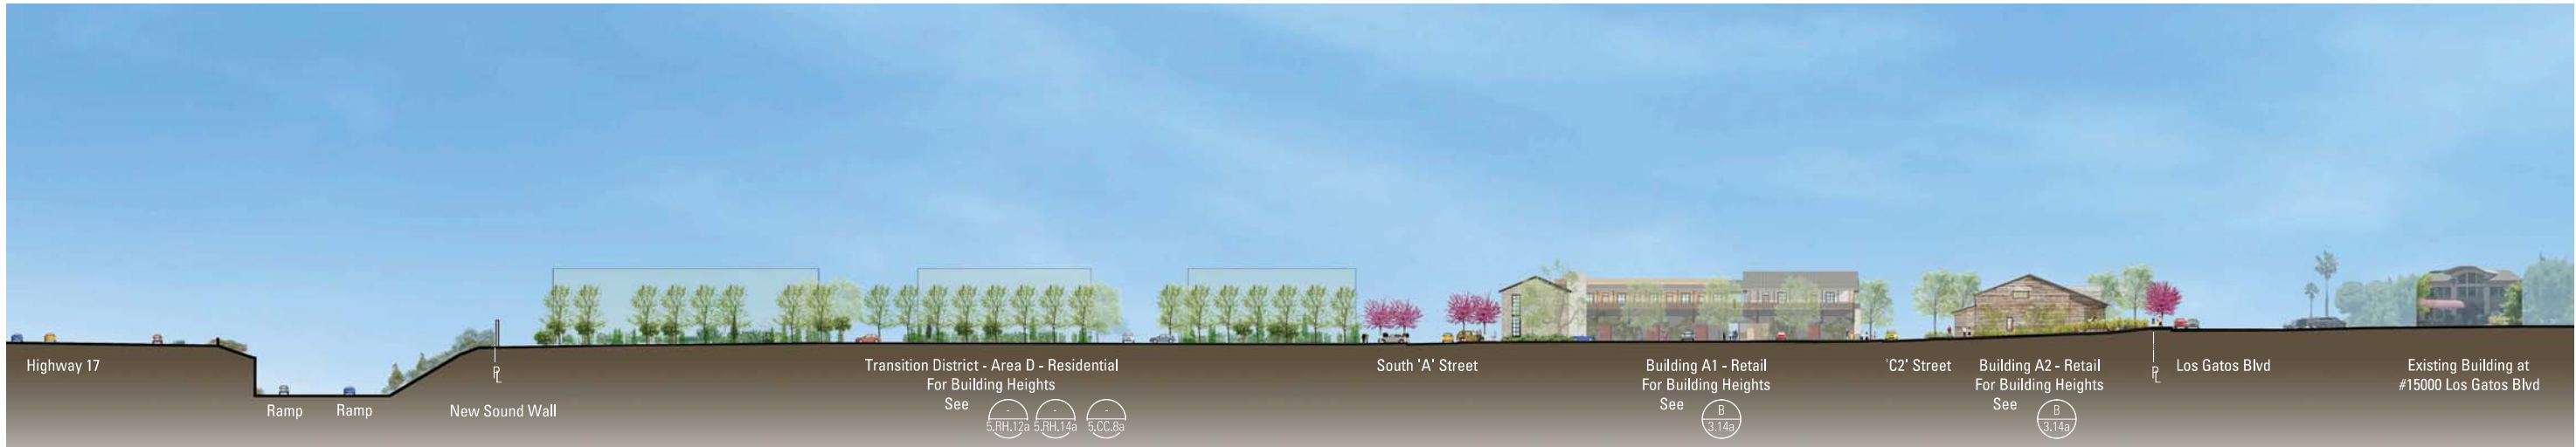 Highway 17
Ramp
Ramp
PL
New Sound Wall
Transition District - Area D - Residential
For Building Heights
See
-
5.RH.12a
-
5.RH.14a
-
5.CC.8a
South 'A' Street
Building A1 - Retail
For Building Heights
See
B
3.14a
'C2' Street
Building A2 - Retail
For Building Heights
See
B
3.14a
PL
Los Gatos Blvd
Existing Building at
#15000 Los Gatos Blvd